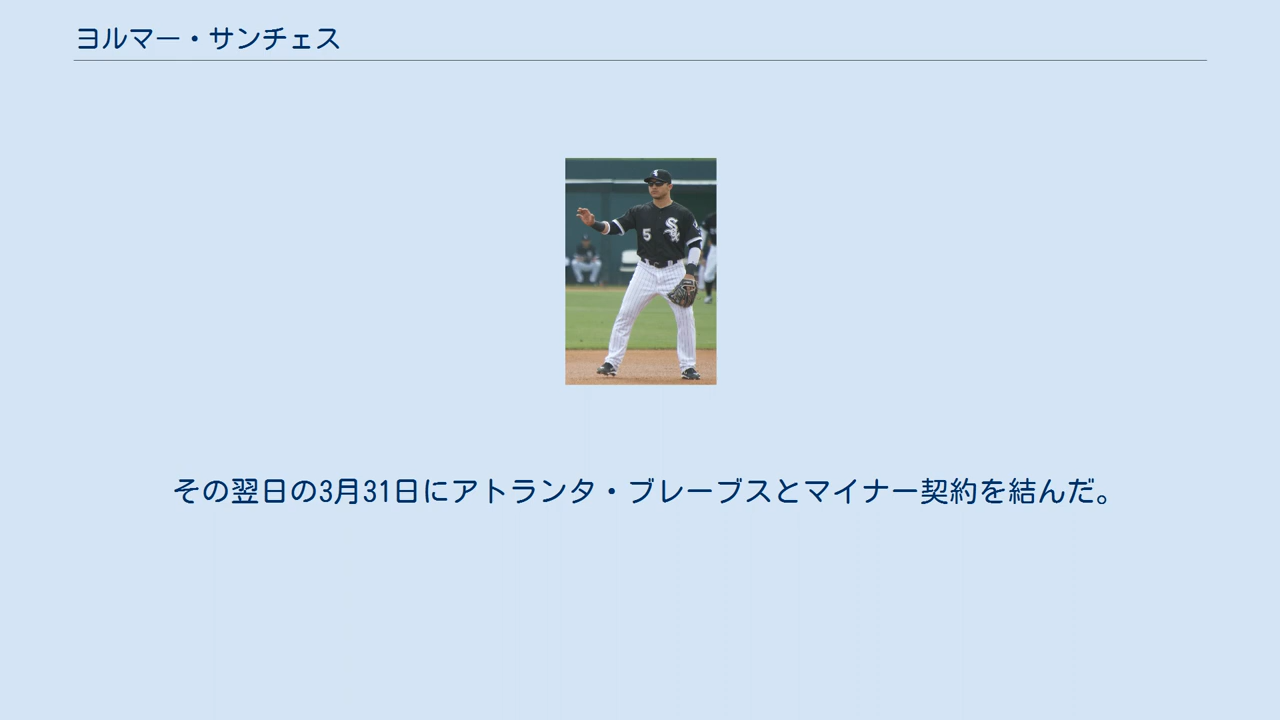 ヨルマー・サンチェス
5
その翌日の3月31日にアトランタ・ブレーブスとマイナー契約を結んだ。